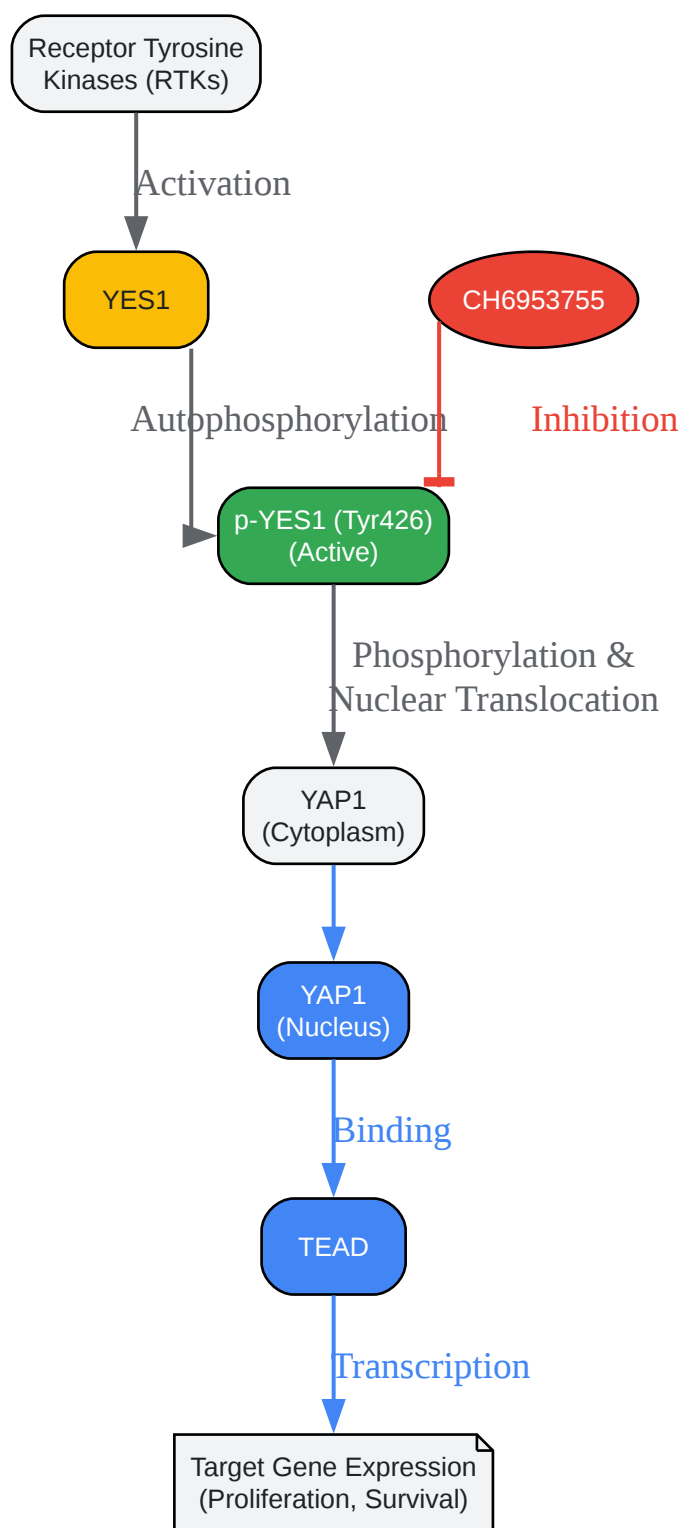 Receptor Tyrosine
Kinases (RTKs)
Activation
YES1
CH6953755
Autophosphorylation
Inhibition
p-YES1 (Tyr426)
(Active)
Phosphorylation &
Nuclear Translocation
YAP1
(Cytoplasm)
YAP1
(Nucleus)
Binding
TEAD
Transcription
Target Gene Expression
(Proliferation, Survival)